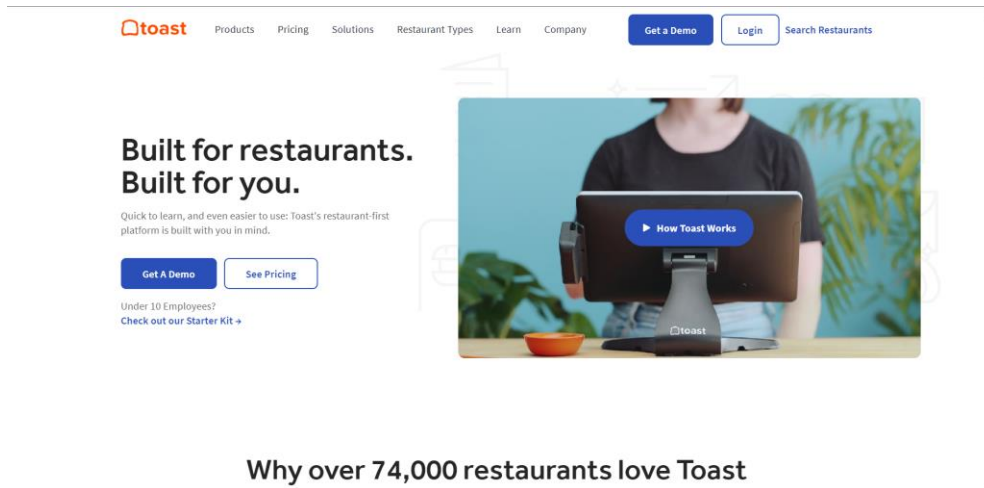 toast
Products
Pricing
Solutions
Restaurant Types
Learn
Company
Get a Demo
Login
Search Restaurants
Built for restaurants.
Built for you.
Quick to learn, and even easier to use: Toast's restaurant-first
platform is built with you in mind.
Get A Demo
See Pricing
Under 10 Employees?
Check out our Starter Kit →
How Toast Works
toast
Why over 74,000 restaurants love Toast